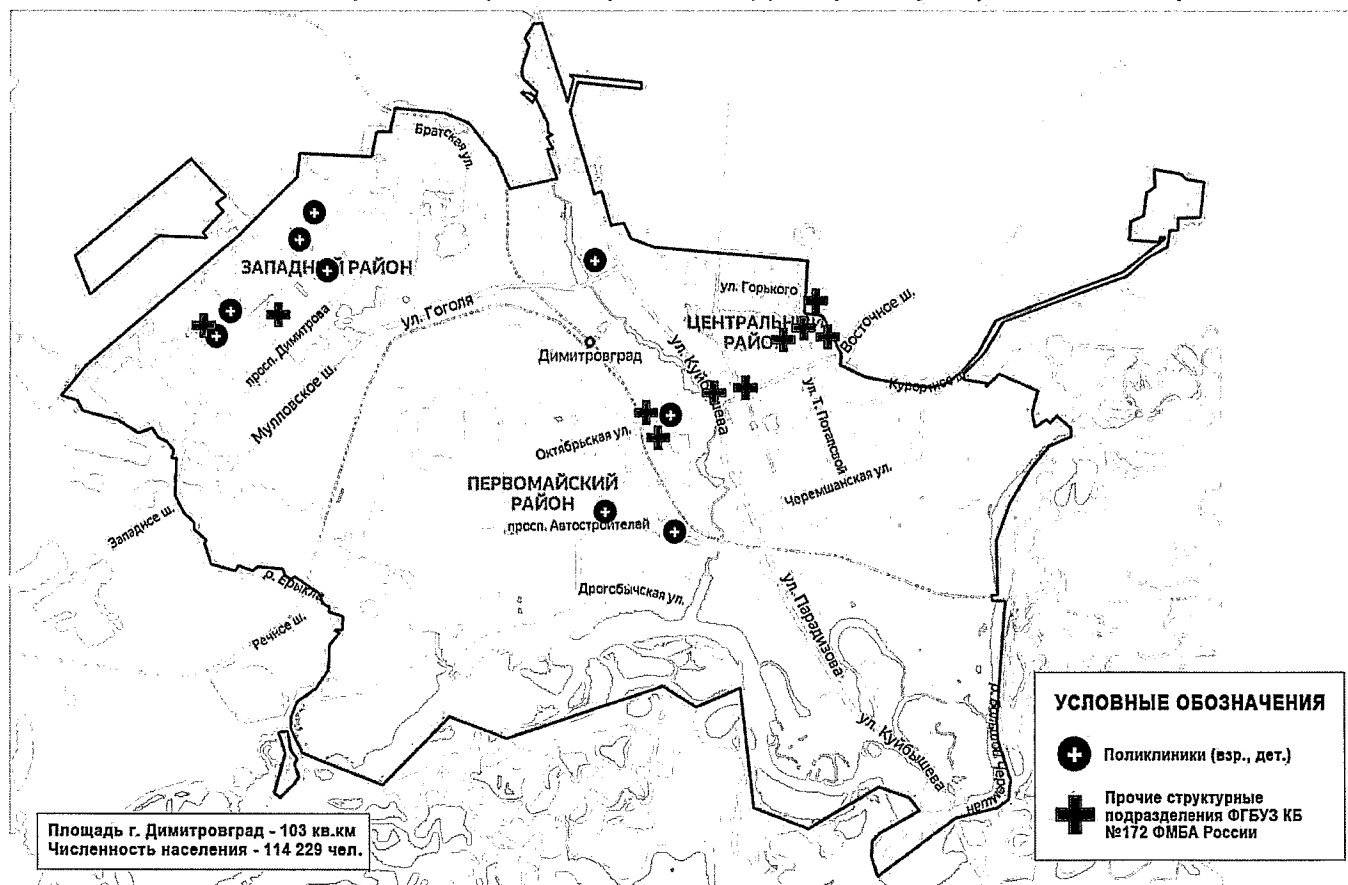 Братская ул.
ЗАПАДНЫЙ РАЙОН
ул. Гоголя
просп. Димитрова
Мулловское ш.
ул. Горького
ЦЕНТРАЛЬНЫЙ
РАЙОН
Восточное ш.
Димитровград
ул. Куйбышева
Курортное ш.
ул. Т. Потаповой
Октябрьская ул.
Черемшанская ул.
ПЕРВОМАЙСКИЙ
РАЙОН
просп. Автостроителей
Западное ш.
р. Ерыкла
Речное ш.
Дрогобычская ул.
ул. Парадизова
ул. Куйбышева
р. Большой Черемшан
УСЛОВНЫЕ ОБОЗНАЧЕНИЯ
Поликлиники (взр., дет.)
Прочие структурные
подразделения ФГБУЗ КБ
№172 ФМБА России
Площадь г. Димитровград - 103 кв.км
Численность населения - 114 229 чел.